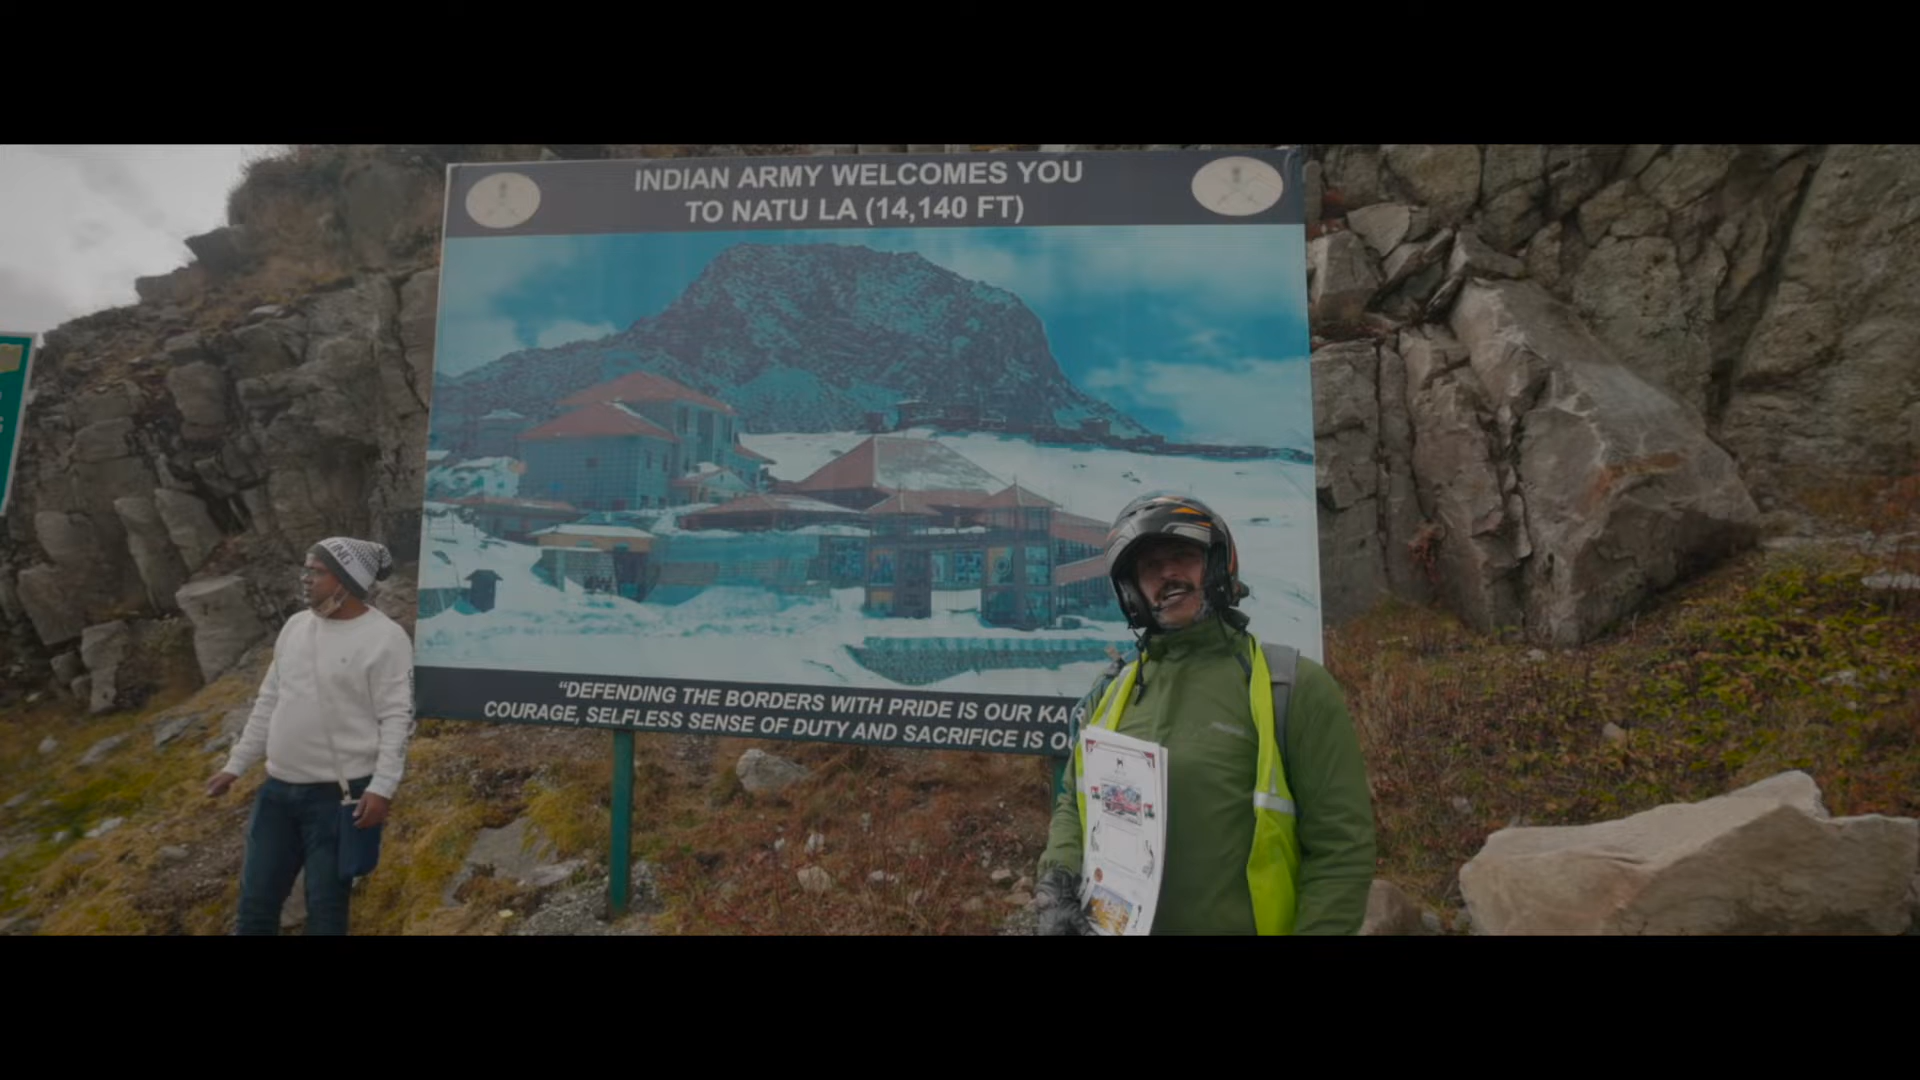 INDIAN ARMY WELCOMES YOU
TO NATU LA (14,140 FT)
“DEFENDING THE BORDERS WITH PRIDE IS OUR
COURAGE, SELFLESS SENSE OF DUTY AND SACRIFICE IS